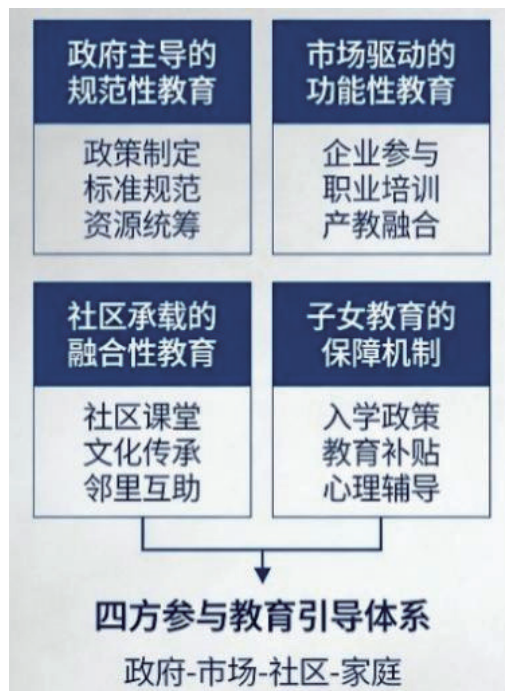 政府主导的
规范性教育
政策制定
标准规范
资源统筹
市场驱动的
功能性教育
企业参与
职业培训
产教融合
社区承载的
融合性教育
社区课堂
文化传承
邻里互助
子女教育的
保障机制
入学政策
教育补贴
心理辅导
四方参与教育引导体系
政府-市场-社区-家庭